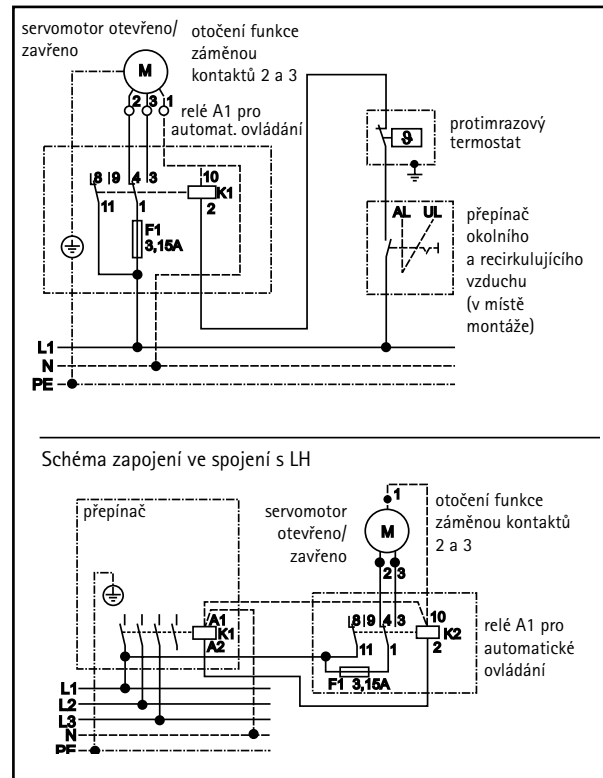 servomotor otevřeno/
zavřeno
otočení funkce
záměnou
kontaktů 2 a 3
M
2 3 1
relé A1 pro
automat. ovládání
8 9 4 3
10
K1
11 1 2
F1
3,15A
protimrazový
termostat
ϑ
AL UL
přepínač
okolního
a recirkulujícího
vzduchu
(v místě
montáže)
L1
N
PE
Schéma zapojení ve spojení s LH
přepínač
servomotor
otevřeno/
zavřeno
1
M
2 3
otočení funkce
záměnou kontaktů
2 a 3
A1
K1
A2
8 9 4 3
10
K2
11 1 2
F1 3,15A
relé A1 pro
automatické
ovládání
L1
L2
L3
N
PE